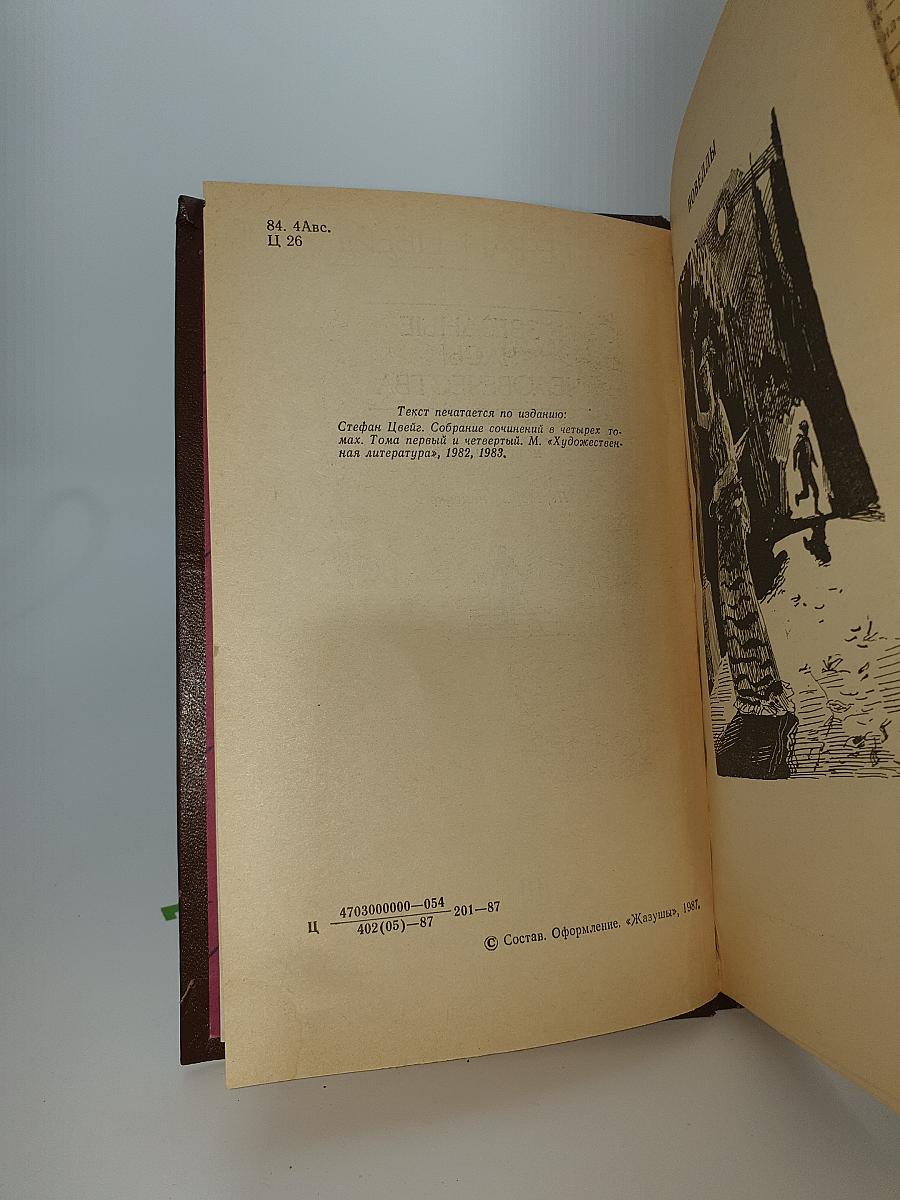 84. 4Авс.
Ц 26
Текст печатается по изданию:
Стефан Цвейг. Собрание сочинений в четырех то-
мах. Тома первый и четвертый. М. «Художествен-
ная литература», 1982, 1983.
Ц 4703000000—054 201—87
402(05)—87
© Состав. Оформление. «Жазушы», 1987.
НОВЕЛЛЫ